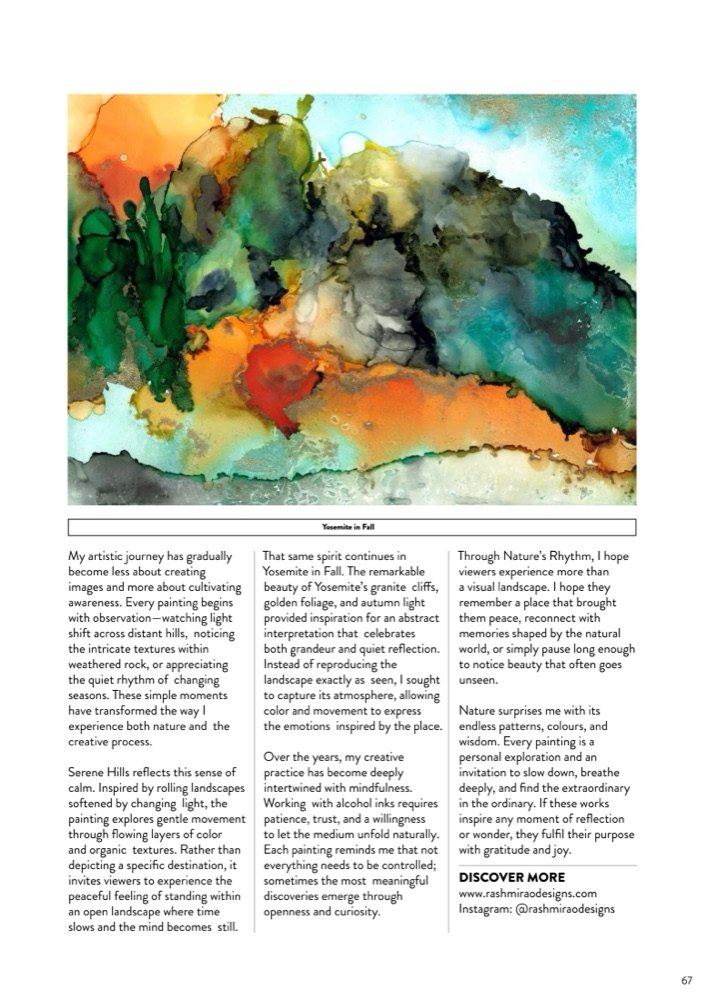 Yosemite in Fall
My artistic journey has gradually
become less about creating
images and more about cultivating
awareness. Every painting begins
with observation—watching light
shift across distant hills, noticing
the intricate textures within
weathered rock, or appreciating
the quiet rhythm of changing
seasons. These simple moments
have transformed the way I
experience both nature and the
creative process.
Serene Hills reflects this sense of
calm. Inspired by rolling landscapes
softened by changing light, the
painting explores gentle movement
through flowing layers of color
and organic textures. Rather than
depicting a specific destination, it
invites viewers to experience the
peaceful feeling of standing within
an open landscape where time
slows and the mind becomes still.
That same spirit continues in
Yosemite in Fall. The remarkable
beauty of Yosemite's granite cliffs,
golden foliage, and autumn light
provided inspiration for an abstract
interpretation that celebrates
both grandeur and quiet reflection.
Instead of reproducing the
landscape exactly as seen, I sought
to capture its atmosphere, allowing
color and movement to express
the emotions inspired by the place.
Over the years, my creative
practice has become deeply
intertwined with mindfulness.
Working with alcohol inks requires
patience, trust, and a willingness
to let the medium unfold naturally.
Each painting reminds me that not
everything needs to be controlled;
sometimes the most meaningful
discoveries emerge through
openness and curiosity.
Through Nature's Rhythm, I hope
viewers experience more than
a visual landscape. I hope they
remember a place that brought
them peace, reconnect with
memories shaped by the natural
world, or simply pause long enough
to notice beauty that often goes
unseen.
Nature surprises me with its
endless patterns, colours, and
wisdom. Every painting is a
personal exploration and an
invitation to slow down, breathe
deeply, and find the extraordinary
in the ordinary. If these works
inspire any moment of reflection
or wonder, they fulfil their purpose
with gratitude and joy.
DISCOVER MORE
www.rashmiraodesigns.com
Instagram: @rashmiraodesigns
67